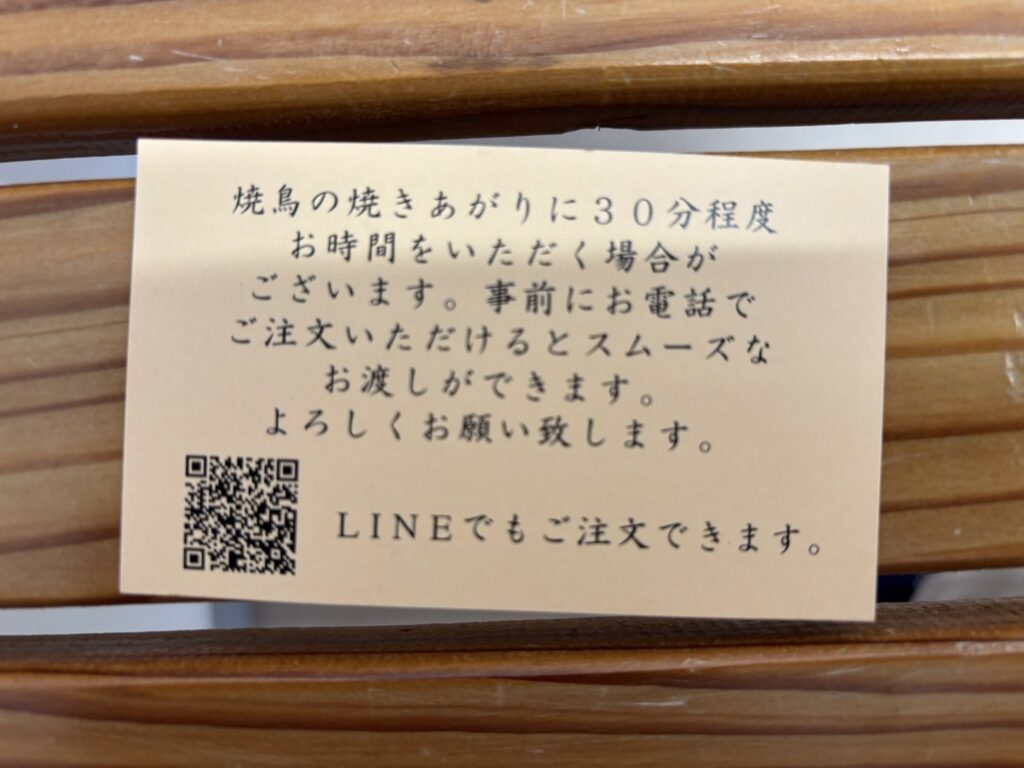 焼鳥の焼きあがりに３０分程度
お時間をいただく場合が
ございます。事前にお電話で
ご注文いただけるとスムーズな
お渡しができます。
よろしくお願い致します。
ＬＩＮＥでもご注文できます。